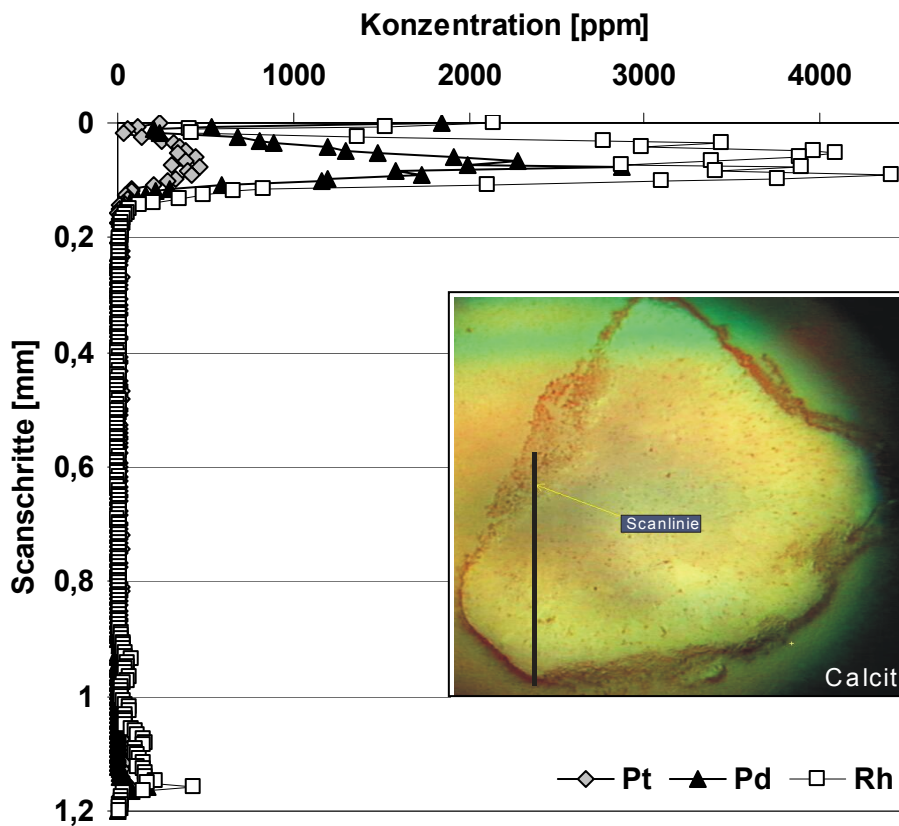 Konzentration [ppm]
0 1000 2000 3000 4000
Scanschritte [mm]
0
0,2
0,4
0,6
0,8
1
1,2
Scanlinie
Calcit
Pt Pd Rh